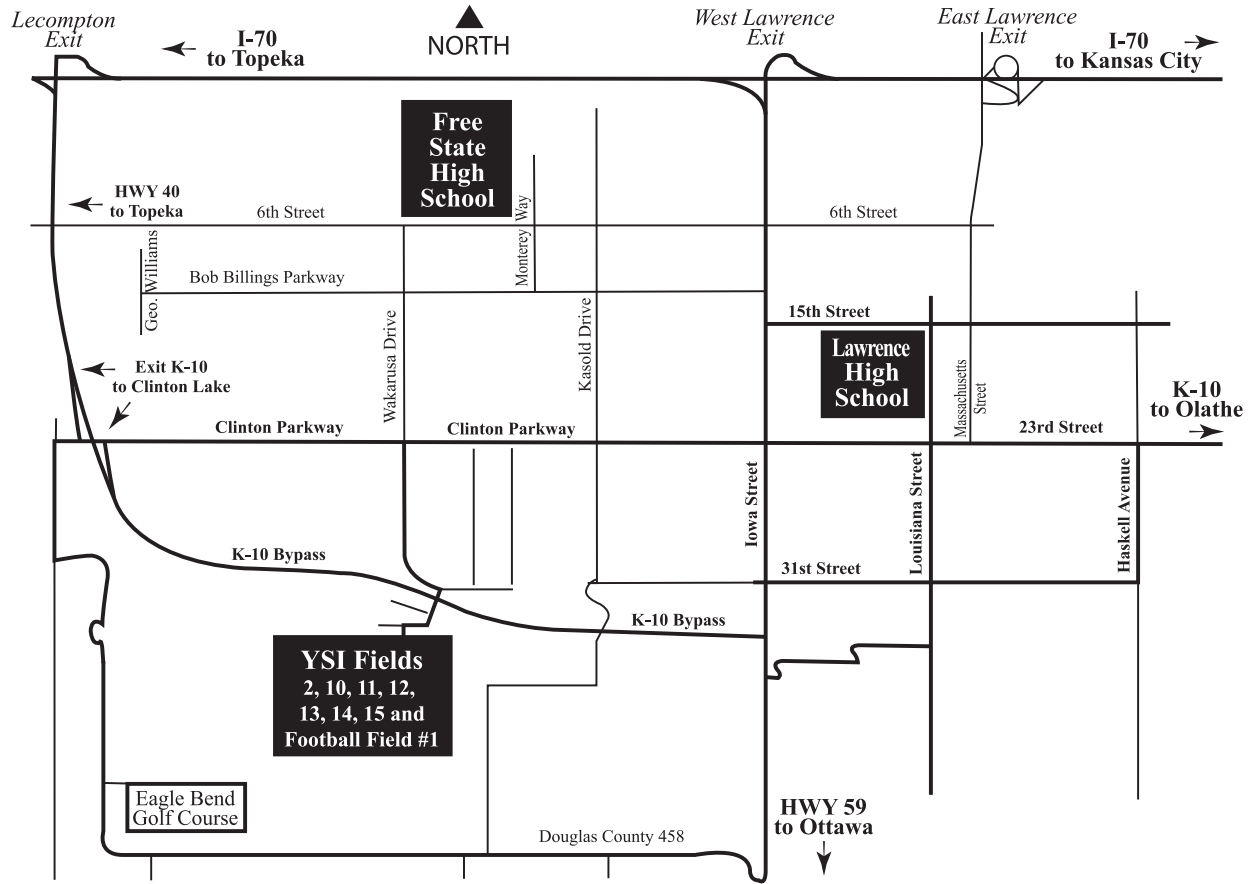 Lecompton
Exit
I-70
to Topeka
NORTH
West Lawrence
Exit
East Lawrence
Exit
I-70
to Kansas City
Free
State
High
School
HWY 40
to Topeka
6th Street
Monterey Way
6th Street
Geo. Williams
Bob Billings Parkway
Wakarusa Drive
Kasold Drive
15th Street
Lawrence
High
School
Massachusetts
Street
Exit K-10
to Clinton Lake
K-10
to Olathe
Clinton Parkway
Clinton Parkway
23rd Street
Iowa Street
Louisiana Street
Haskell Avenue
K-10 Bypass
31st Street
K-10 Bypass
YSI Fields
2, 10, 11, 12,
13, 14, 15 and
Football Field #1
Eagle Bend
Golf Course
HWY 59
to Ottawa
Douglas County 458